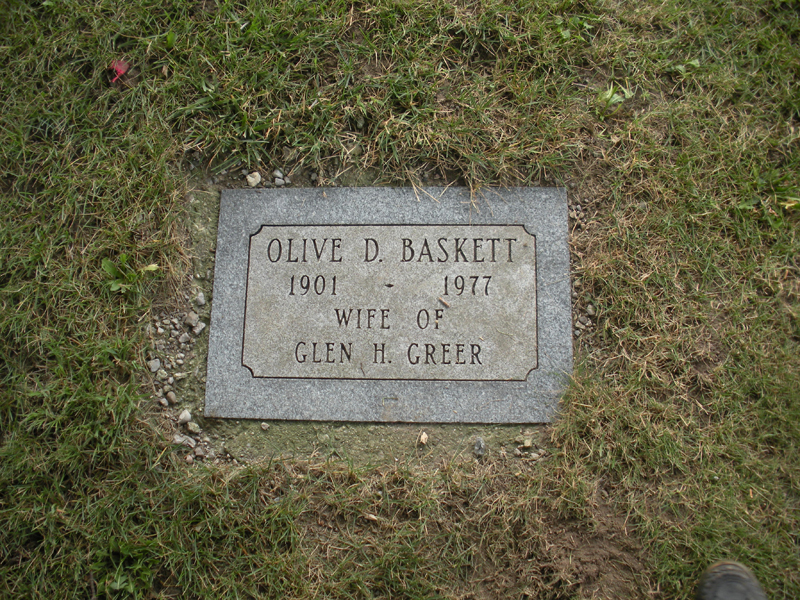 OLIVE D. BASKETT
1901 - 1977
WIFE OF
GLEN H. GREER